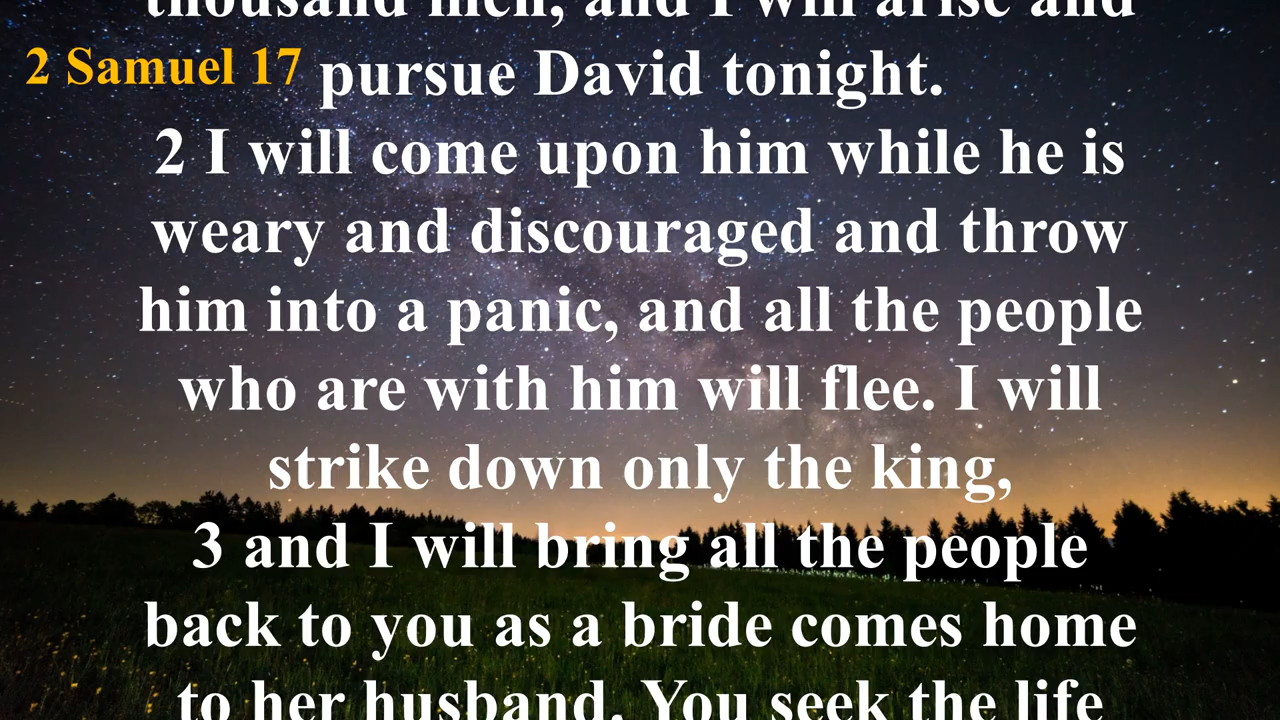 thousand men, and I will arise and
2 Samuel 17
pursue David tonight.
2 I will come upon him while he is
weary and discouraged and throw
him into a panic, and all the people
who are with him will flee. I will
strike down only the king,
3 and I will bring all the people
back to you as a bride comes home
to her husband. You seek the life